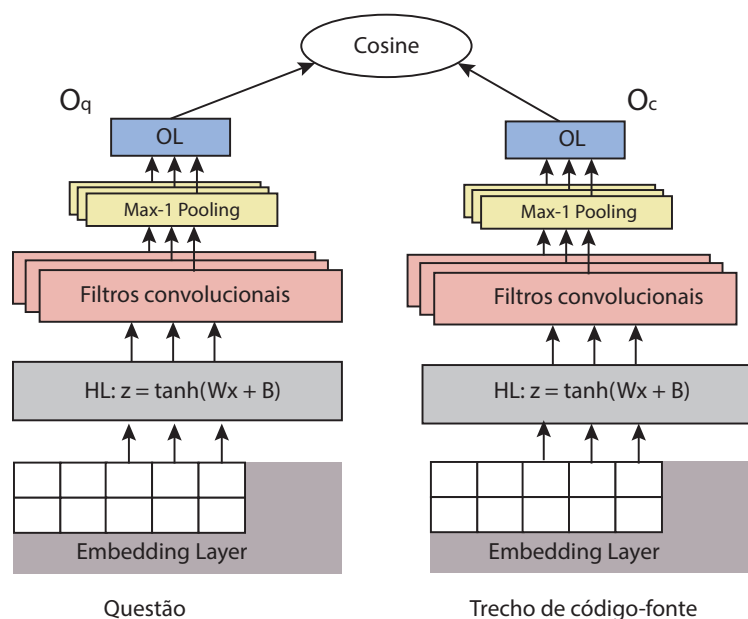 Cosine
Oq
Oc
OL
OL
Max-1 Pooling
Max-1 Pooling
Filtros convolucionais
Filtros convolucionais
HL: z = tanh(Wx + B)
HL: z = tanh(Wx + B)
Embedding Layer
Embedding Layer
Questão
Trecho de código-fonte